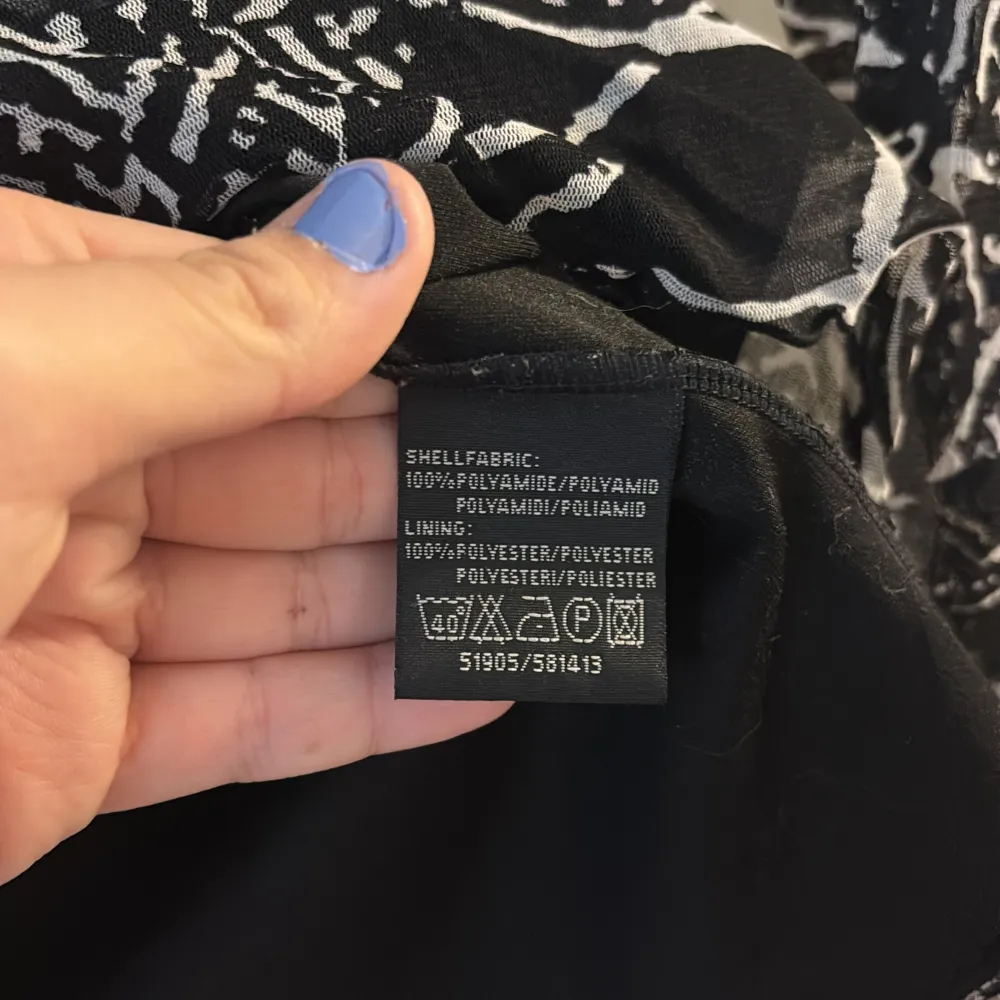 SHELLFABRIC:
100%POLYAMIDE/POLYAMID
POLYAMIDI/POLIAMID
LINING:
100%POLYESTER/POLYESTER
POLYESTERI/POLIESTER
40° P
51905/581413